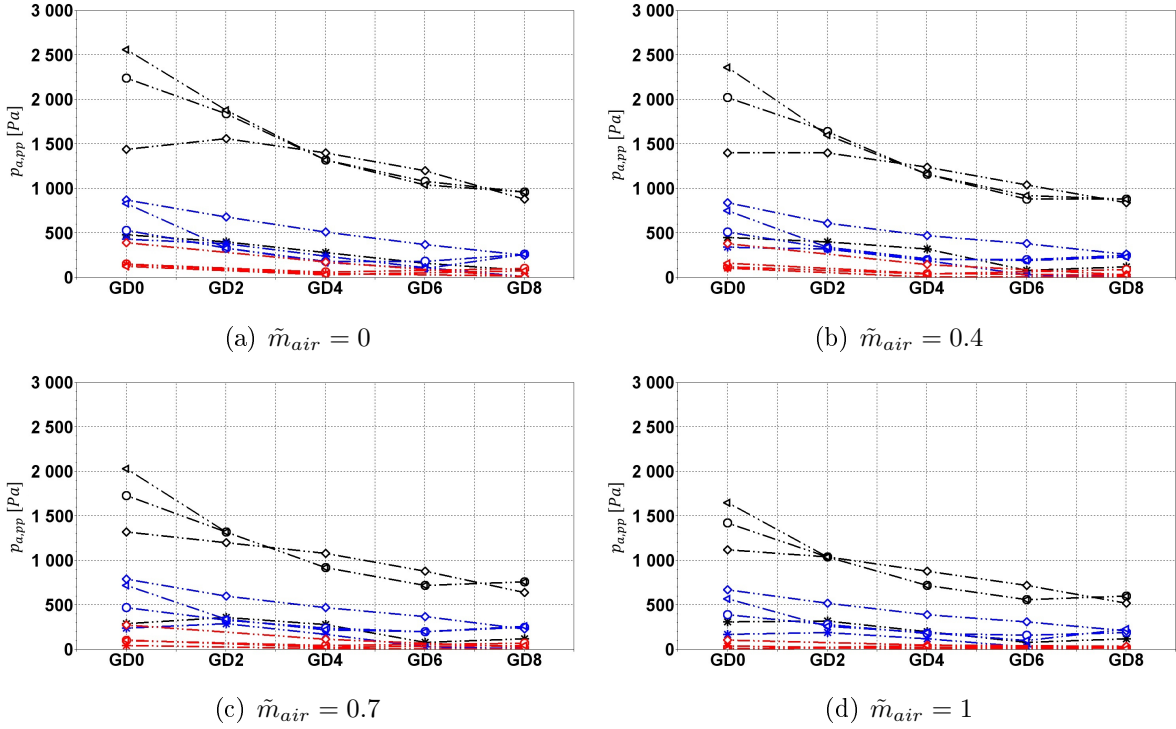 3 000
2 500
2 000
1 500
1 000
500
0
p_{a,pp} [Pa]
GD0 GD2 GD4 GD6 GD8
(a) m̃_{air} = 0
3 000
2 500
2 000
1 500
1 000
500
0
p_{a,pp} [Pa]
GD0 GD2 GD4 GD6 GD8
(b) m̃_{air} = 0.4
3 000
2 500
2 000
1 500
1 000
500
0
p_{a,pp} [Pa]
GD0 GD2 GD4 GD6 GD8
(c) m̃_{air} = 0.7
3 000
2 500
2 000
1 500
1 000
500
0
p_{a,pp} [Pa]
GD0 GD2 GD4 GD6 GD8
(d) m̃_{air} = 1